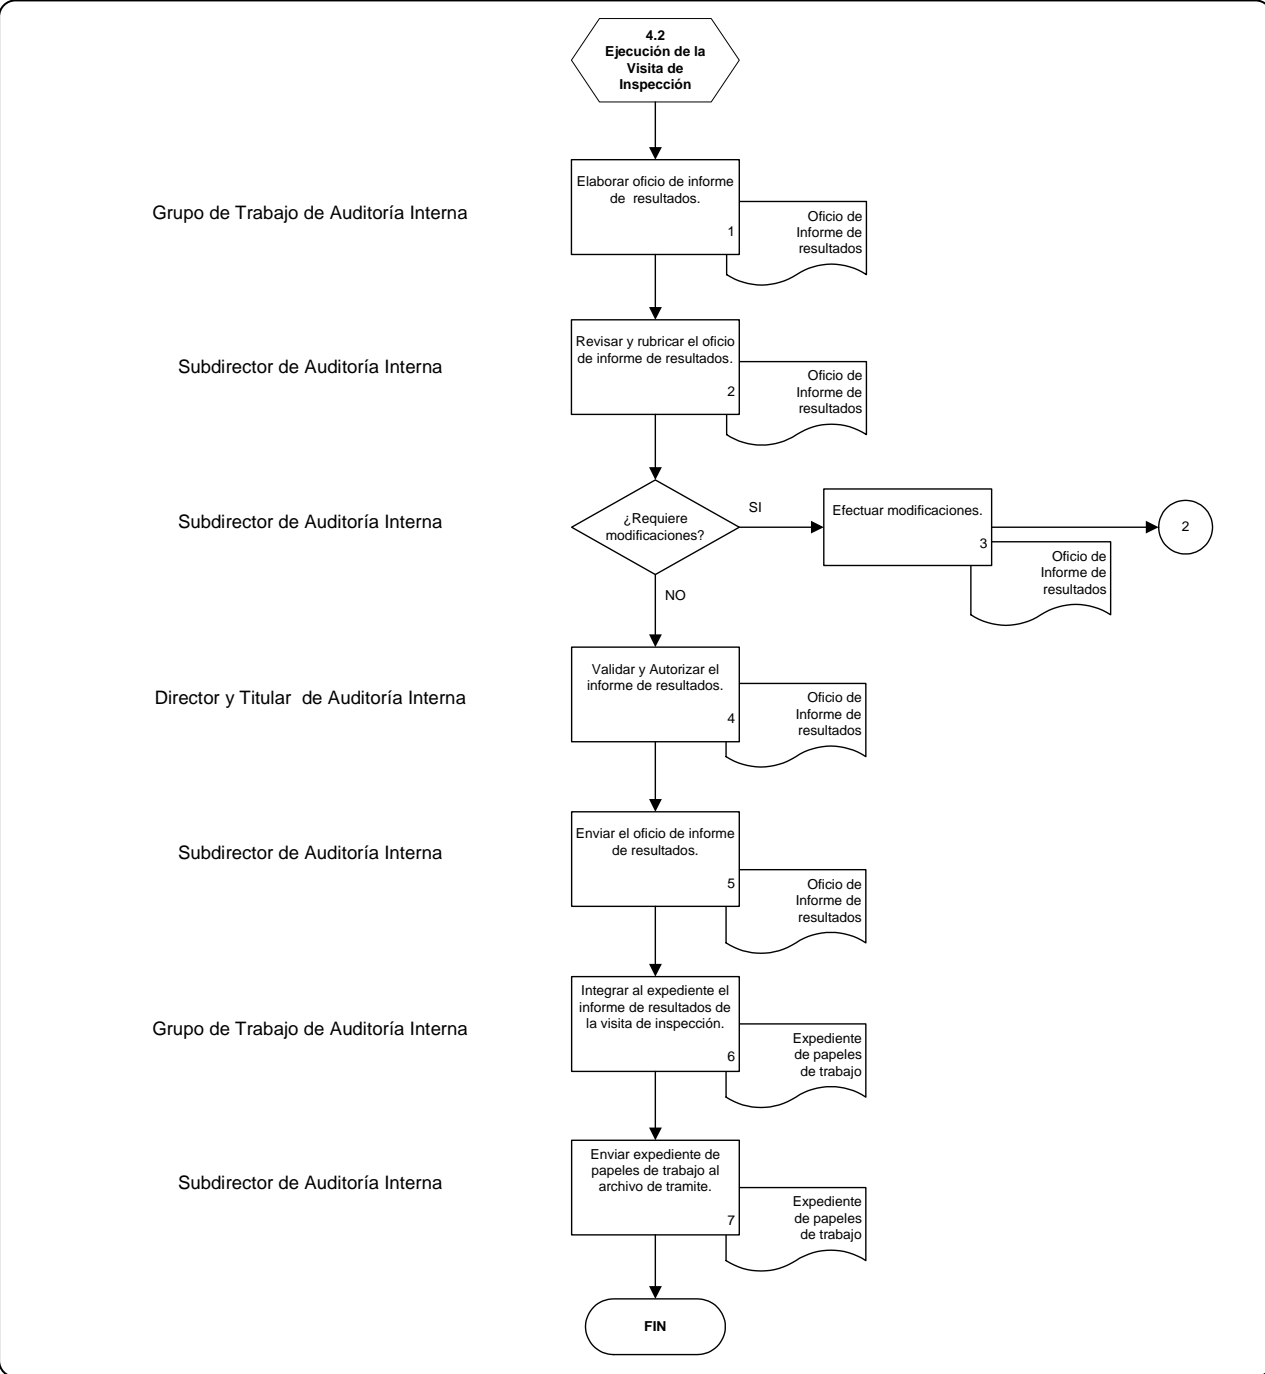 4.2
Ejecución de la
Visita de
Inspección
Grupo de Trabajo de Auditoría Interna
Elaborar oficio de informe
de  resultados.
1
Oficio de
Informe de
resultados
Subdirector de Auditoría Interna
Revisar y rubricar el oficio
de informe de resultados.
2
Oficio de
Informe de
resultados
Subdirector de Auditoría Interna
¿Requiere
modificaciones?
SI
Efectuar modificaciones.
3
2
Oficio de
Informe de
resultados
NO
Director y Titular  de Auditoría Interna
Validar y Autorizar el
informe de resultados.
4
Oficio de
Informe de
resultados
Subdirector de Auditoría Interna
Enviar el oficio de informe
de resultados.
5
Oficio de
Informe de
resultados
Grupo de Trabajo de Auditoría Interna
Integrar al expediente el
informe de resultados de
la visita de inspección.
6
Expediente
de papeles
de trabajo
Subdirector de Auditoría Interna
Enviar expediente de
papeles de trabajo al
archivo de tramite.
7
Expediente
de papeles
de trabajo
FIN